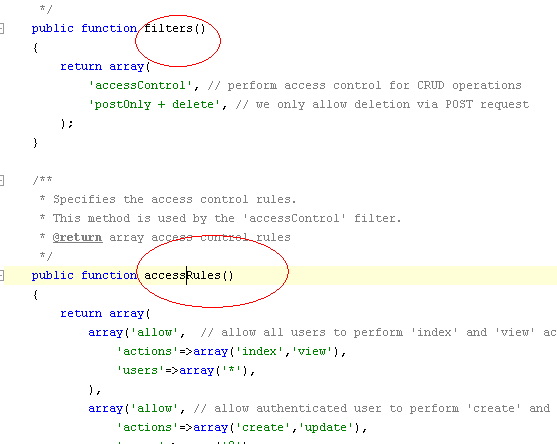 */
public function filters()
{
return array(
'accessControl', // perform access control for CRUD operations
'postOnly + delete', // we only allow deletion via POST request
);
}
/**
* Specifies the access control rules.
* This method is used by the 'accessControl' filter.
* @return array access control rules
*/
public function accessRules()
{
return array(
array('allow',  // allow all users to perform 'index' and 'view' ac
'actions'=>array('index','view'),
'users'=>array('*'),
),
array('allow', // allow authenticated user to perform 'create' and
'actions'=>array('create','update'),